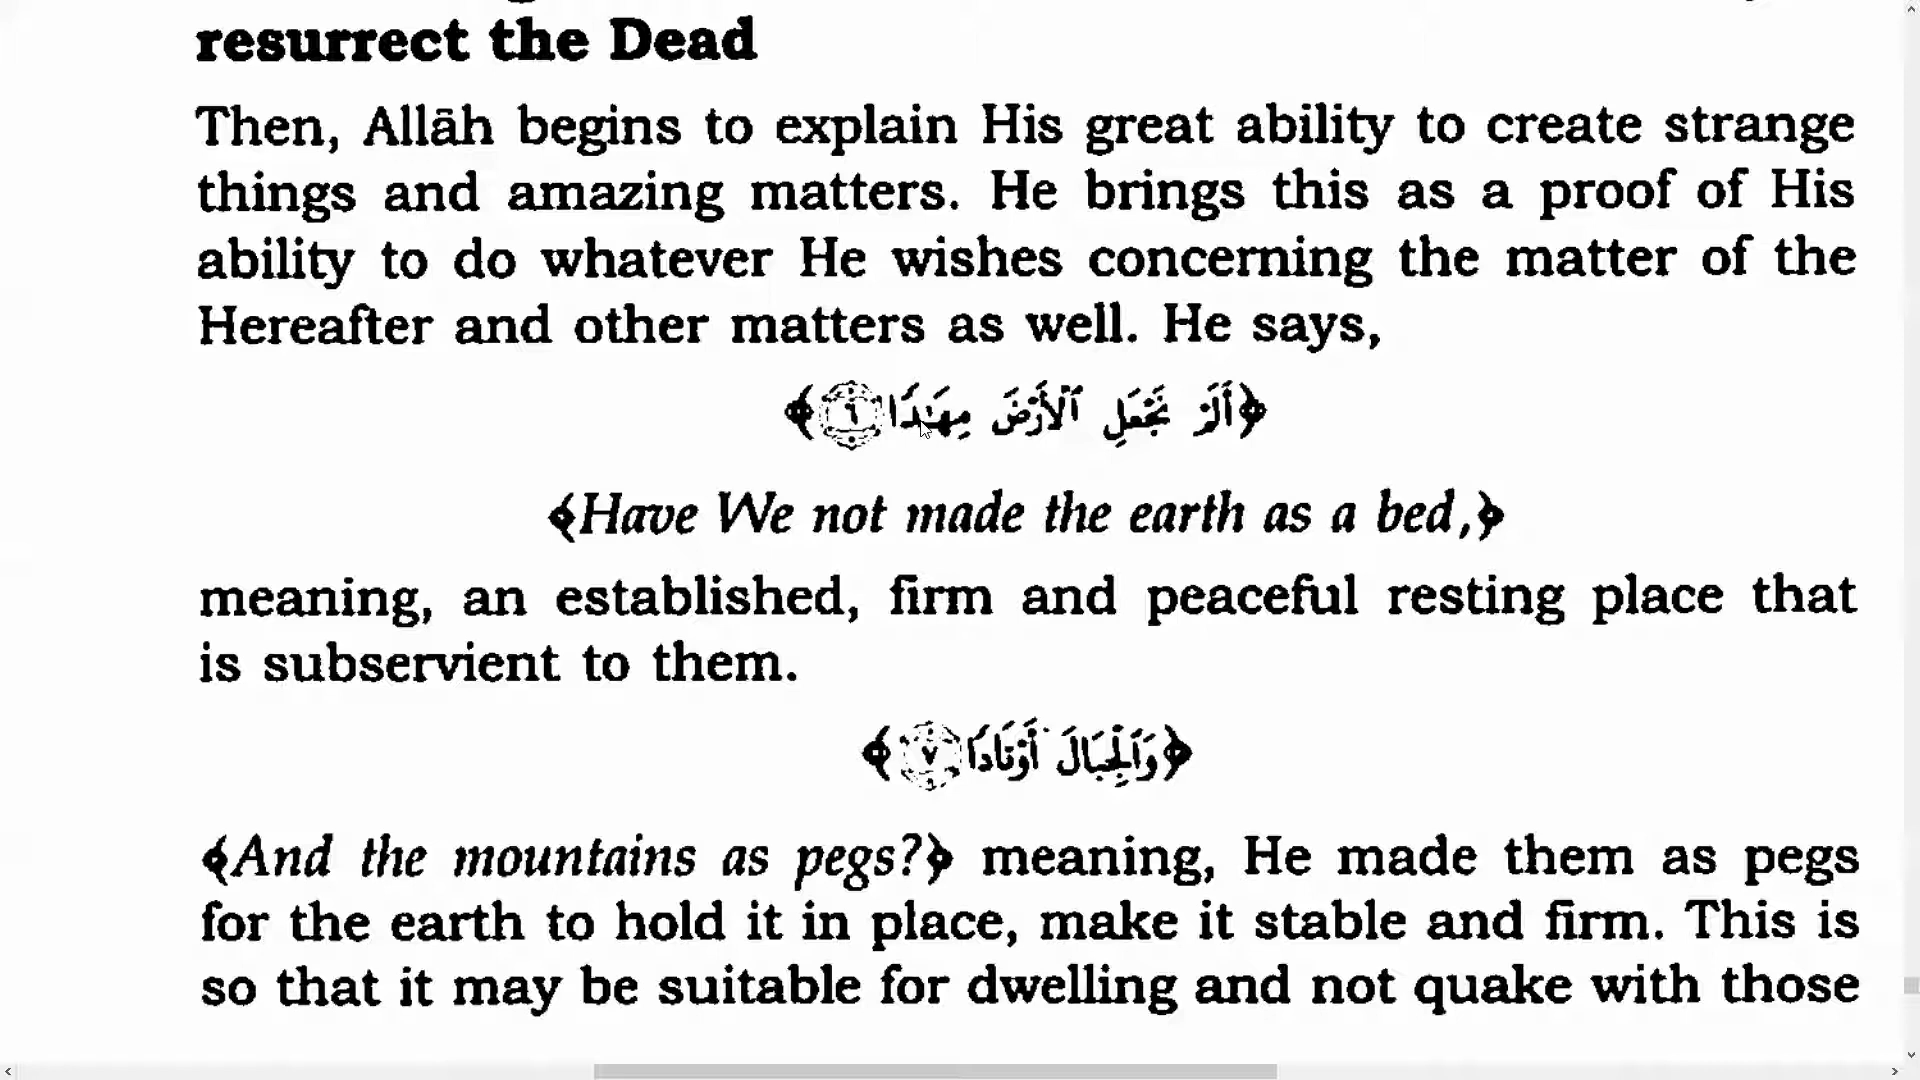 resurrect the Dead
Then, Allāh begins to explain His great ability to create strange
things and amazing matters. He brings this as a proof of His
ability to do whatever He wishes concerning the matter of the
Hereafter and other matters as well. He says,
﴿أَلَمْ نَجْعَلِ ٱلْأَرْضَ مِهَـٰدًا ٦﴾
﴾Have We not made the earth as a bed,﴿
meaning, an established, firm and peaceful resting place that
is subservient to them.
﴿وَٱلْجِبَالَ أَوْتَادًا ٧﴾
﴾And the mountains as pegs?﴿ meaning, He made them as pegs
for the earth to hold it in place, make it stable and firm. This is
so that it may be suitable for dwelling and not quake with those